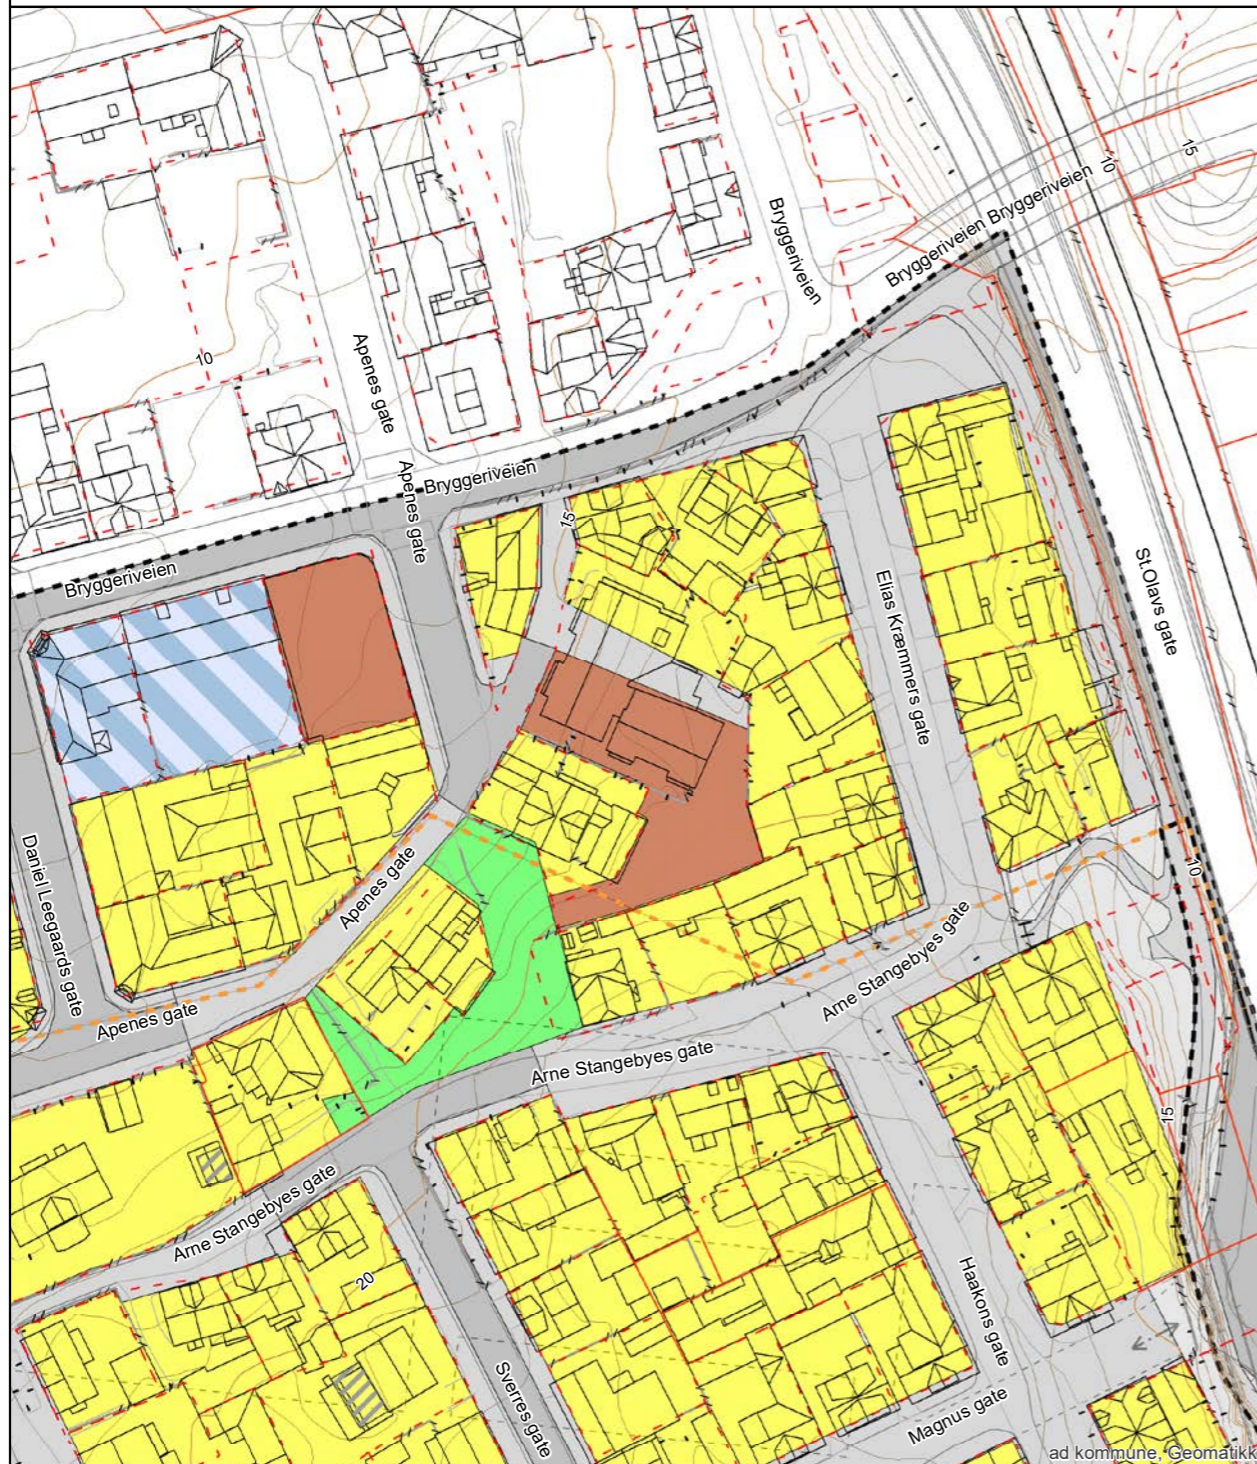 15
10
Bryggeriveien
Bryggeriveien
Bryggeriveien
10
Apenes gate
Bryggeriveien
Apenes gate
15
Bryggeriveien
St.Olavs gate
Elias Kræmmers gate
Daniel Leegaards gate
Apenes gate
10
Arne Stangebyes gate
Apenes gate
Arne Stangebyes gate
15
Arne Stangebyes gate
20
Haakons gate
Sverres gate
Magnus gate
ad kommune, Geomatikk